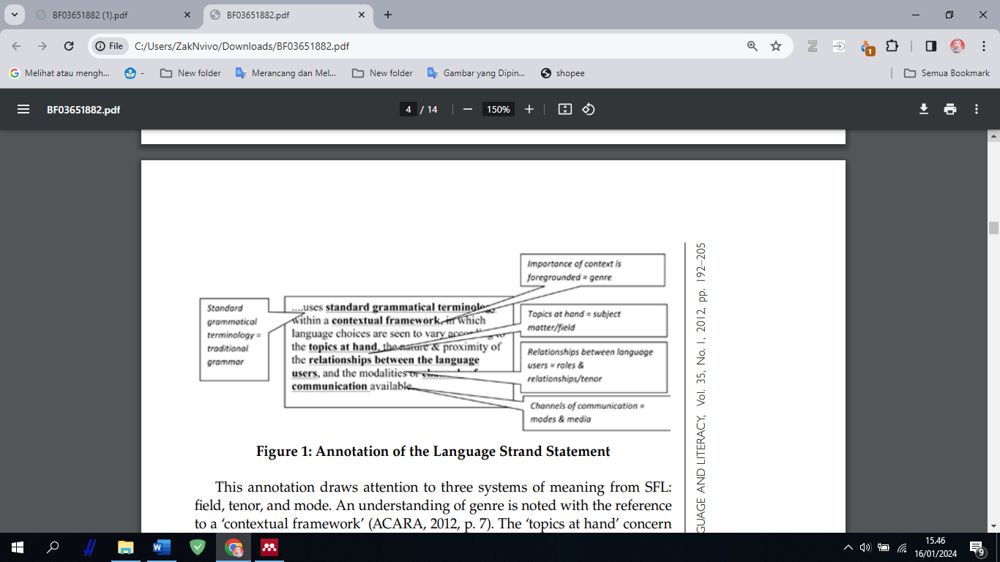 BF03651882 (1).pdf
BF03651882.pdf
File
C:/Users/ZakNvivo/Downloads/BF03651882.pdf
1
Melihat atau mengh...
-
New folder
Merancang dan Mel...
New folder
Gambar yang Dipin...
shopee
Semua Bookmark
BF03651882.pdf
4 / 14
150%
Importance of context is
foregrounded = genre
Standard
grammatical
terminology =
traditional
grammar
....uses standard grammatical terminology
within a contextual framework, in which
language choices are seen to vary according to
the topics at hand, the nature & proximity of
the relationships between the language
users, and the modalities or
communication available.
Topics at hand = subject
matter/field
Relationships between language
users = roles &
relationships/tenor
Channels of communication =
modes & media
Figure 1: Annotation of the Language Strand Statement
This annotation draws attention to three systems of meaning from SFL:
field, tenor, and mode. An understanding of genre is noted with the reference
to a ‘contextual framework’ (ACARA, 2012, p. 7). The ‘topics at hand’ concern
GUAGE AND LITERACY, Vol. 35, No. 1, 2012, pp. 192–205
15.46
16/01/2024
9